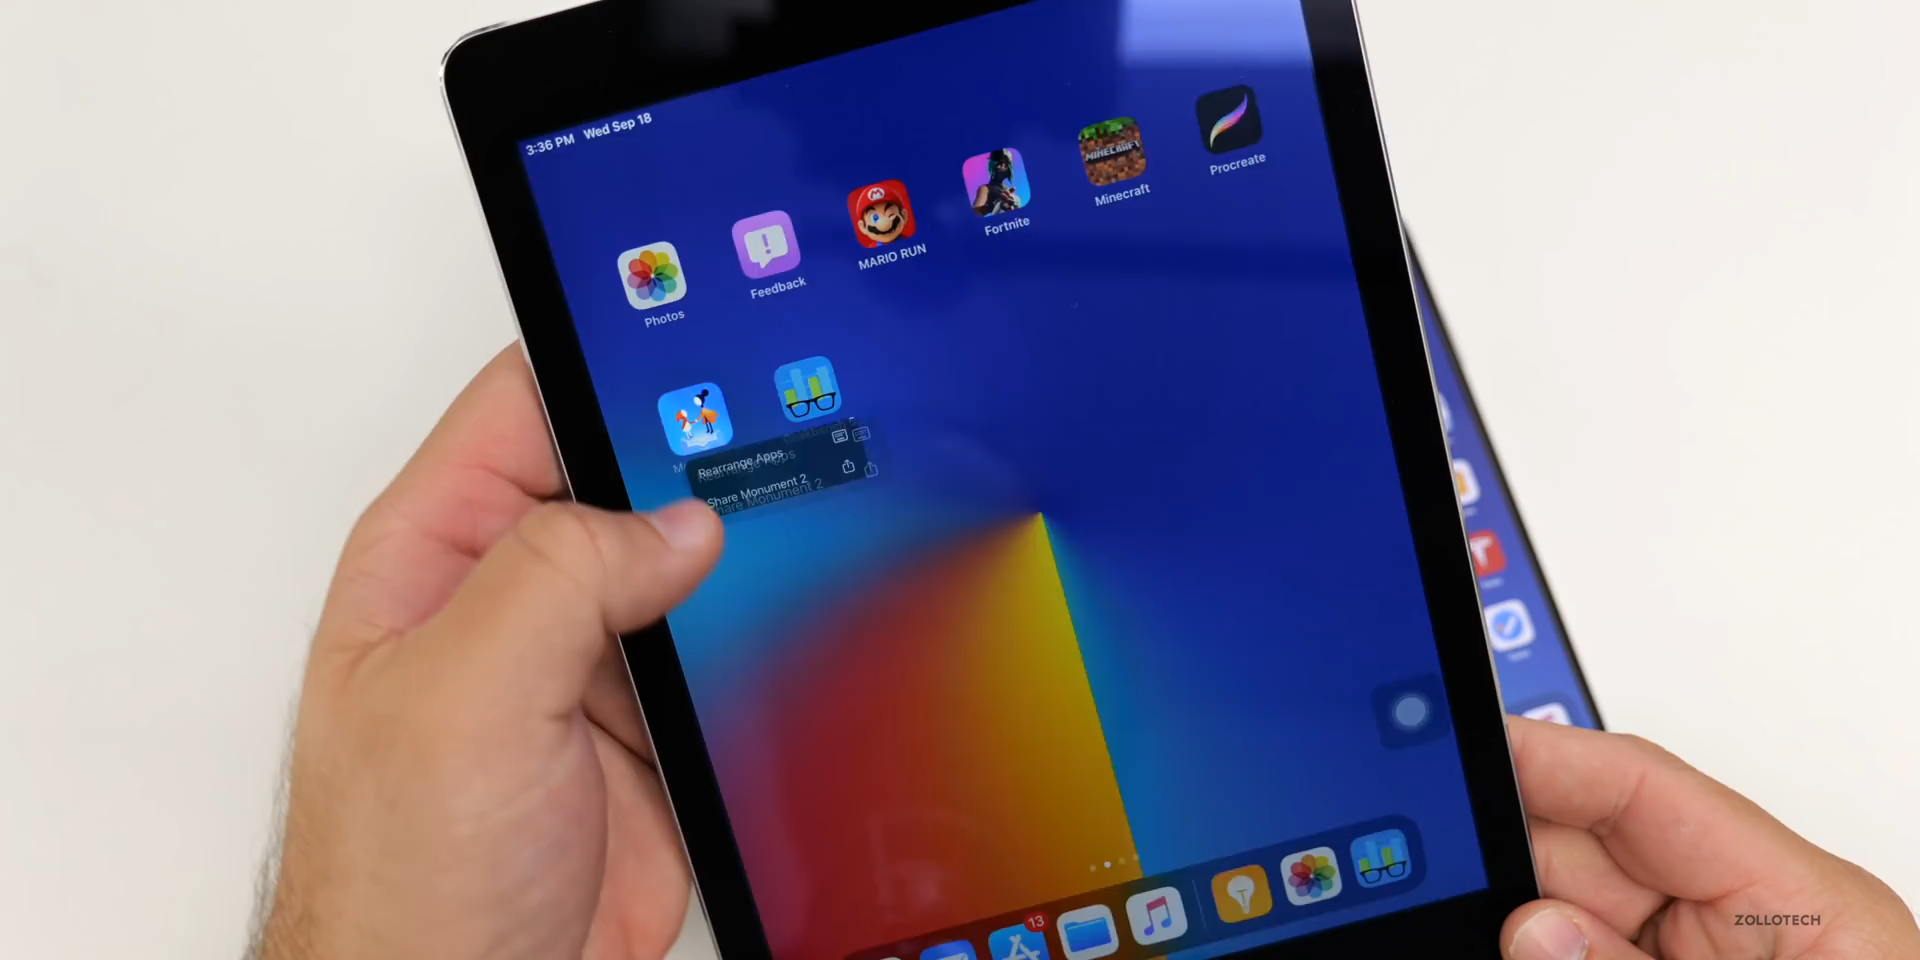 3:36 PM Wed Sep 18
Photos
Feedback
MARIO RUN
Fortnite
MINECRAFT
Minecraft
Procreate
Rearrange Apps
Share Monument 2
13
ZOLLOTECH